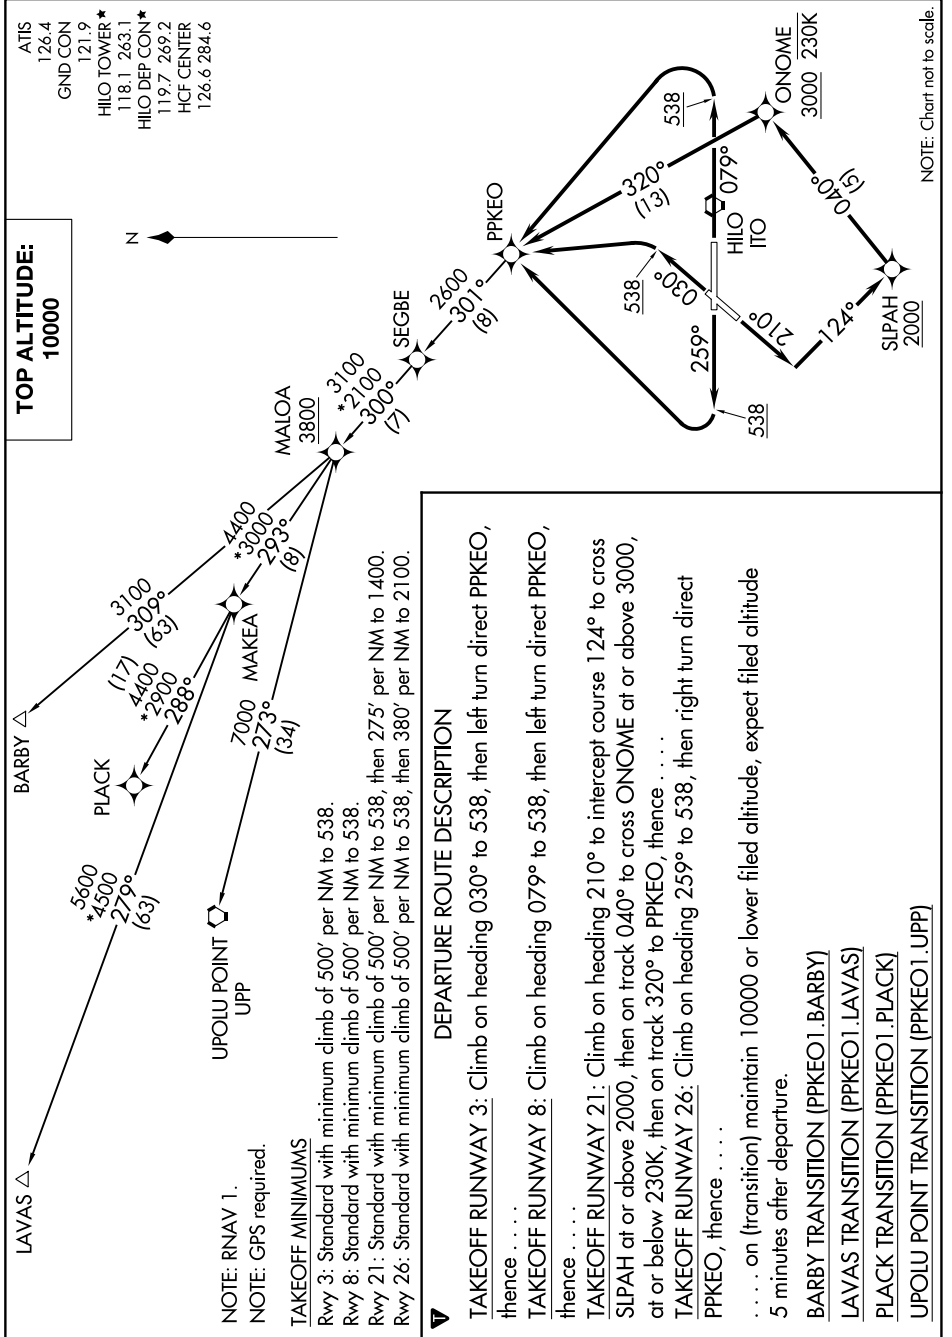 ATIS
126.4
GND CON
121.9
HILO TOWER★
118.1 263.1
HILO DEP CON★
119.7 269.2
HCF CENTER
126.6 284.6
TOP ALTITUDE:
10000
N
LAVAS
5600
*4500
279°
(63)
BARBY
3100
309°
(63)
PLACK
(17)
4400
*2900
288°
MAKEA
4400
*3000
293°
(8)
UPOLU POINT
UPP
7000
273°
(34)
MALOA
3800
3100
*2100
300°
(7)
SEGBE
2600
301°
(8)
PPKEO
320°
(13)
538
079°
HILO
ITO
538
030°
259°
538
210°
124°
SLPAH
2000
040°
(5)
ONOME
3000 230K
NOTE: Chart not to scale.
NOTE: RNAV 1.
NOTE: GPS required.
TAKEOFF MINIMUMS
Rwy 3: Standard with minimum climb of 500' per NM to 538.
Rwy 8: Standard with minimum climb of 500' per NM to 538.
Rwy 21: Standard with minimum climb of 500' per NM to 538, then 275' per NM to 1400.
Rwy 26: Standard with minimum climb of 500' per NM to 538, then 380' per NM to 2100.
T
DEPARTURE ROUTE DESCRIPTION
TAKEOFF RUNWAY 3: Climb on heading 030° to 538, then left turn direct PPKEO,
thence . . . .
TAKEOFF RUNWAY 8: Climb on heading 079° to 538, then left turn direct PPKEO,
thence . . . .
TAKEOFF RUNWAY 21: Climb on heading 210° to intercept course 124° to cross
SLPAH at or above 2000, then on track 040° to cross ONOME at or above 3000,
at or below 230K, then on track 320° to PPKEO, thence . . . .
TAKEOFF RUNWAY 26: Climb on heading 259° to 538, then right turn direct
PPKEO, thence . . . .
. . . . on (transition) maintain 10000 or lower filed altitude, expect filed altitude
5 minutes after departure.
BARBY TRANSITION (PPKEO1.BARBY)
LAVAS TRANSITION (PPKEO1.LAVAS)
PLACK TRANSITION (PPKEO1.PLACK)
UPOLU POINT TRANSITION (PPKEO1.UPP)